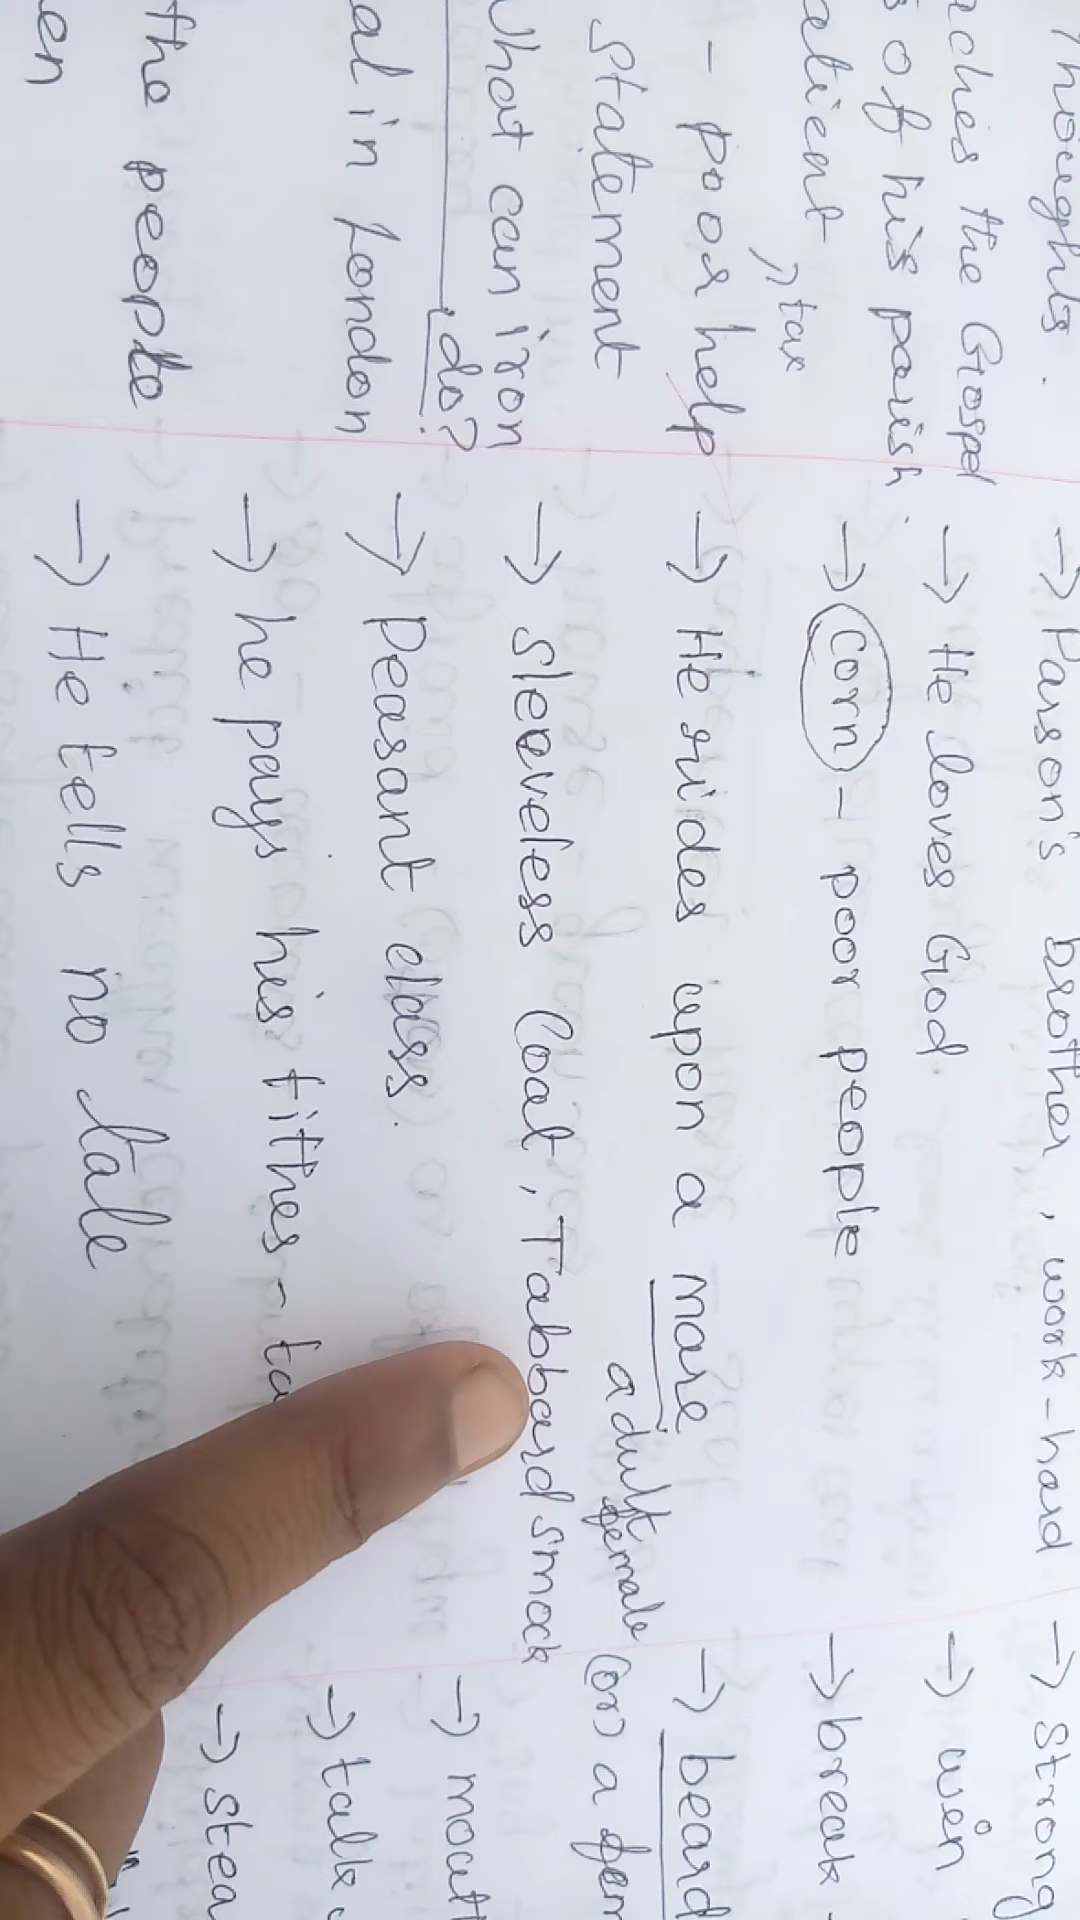 Thoughts.
aches the Gospel
s of his parish
atient
tax
- poor help
statement
What can iron
do?
al in London
the people
en
→ Parson's brother, work-hard
→ He loves God.
→ Corn - poor people
→ He rides upon a mare
adult female (or) a fem
→ Sleeveless Coat, Tabbard smock
→ Peasant class.
→ he pays his tithes - ta
→ He tells no tale
→ Strong
→ win
→ break
→ beard
→ mout
→ talk
→ stea